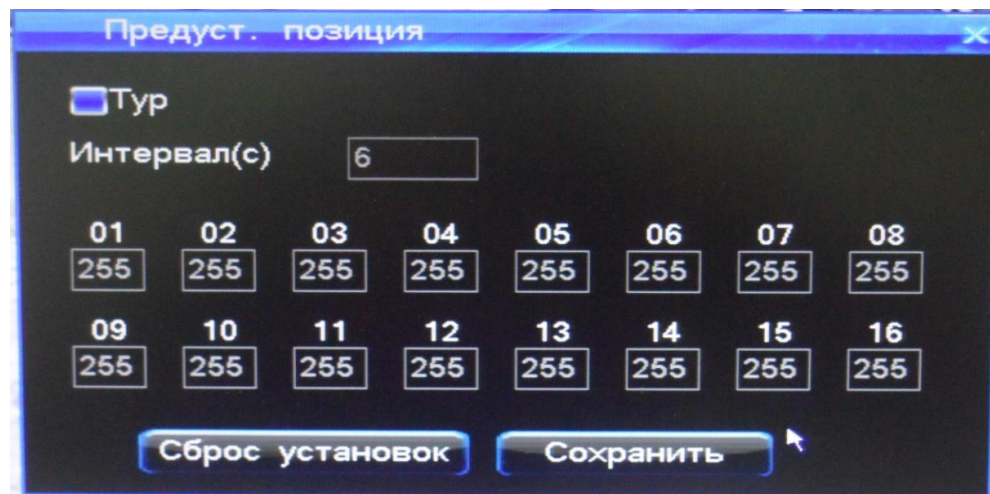 Предуст. позиция
Тур
Интервал(с) 6
01 02 03 04 05 06 07 08
255 255 255 255 255 255 255 255
09 10 11 12 13 14 15 16
255 255 255 255 255 255 255 255
Сброс установок Сохранить